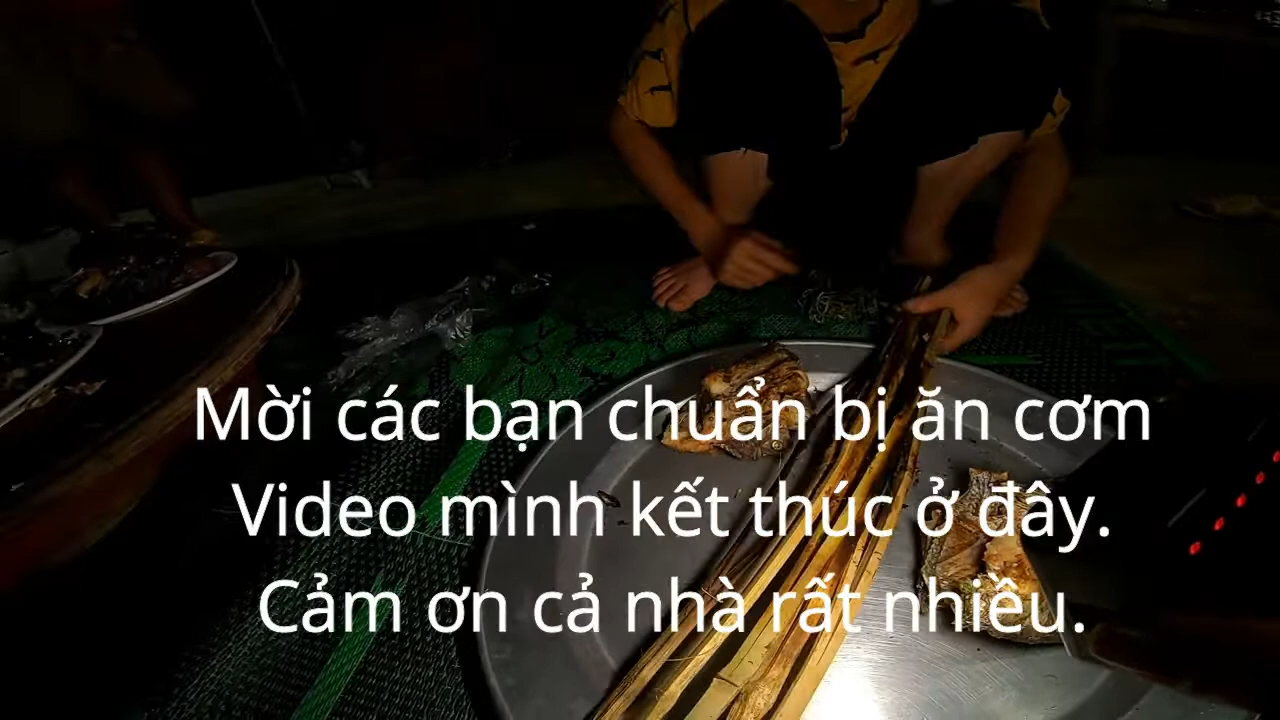 Mời các bạn chuẩn bị ăn cơm
Video mình kết thúc ở đây.
Cảm ơn cả nhà rất nhiều.